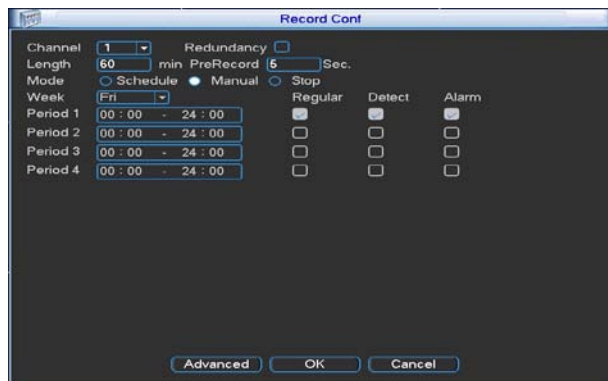 Record Conf
Channel 1 Redundancy
Length 60 min PreRecord 5 Sec.
Mode Schedule Manual Stop
Week Fri Regular Detect Alarm
Period 1 00 : 00 - 24 : 00
Period 2 00 : 00 - 24 : 00
Period 3 00 : 00 - 24 : 00
Period 4 00 : 00 - 24 : 00
Advanced OK Cancel